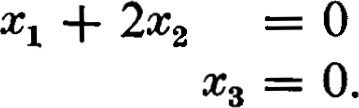 x₁ + 2x₂ = 0
x₃ = 0.